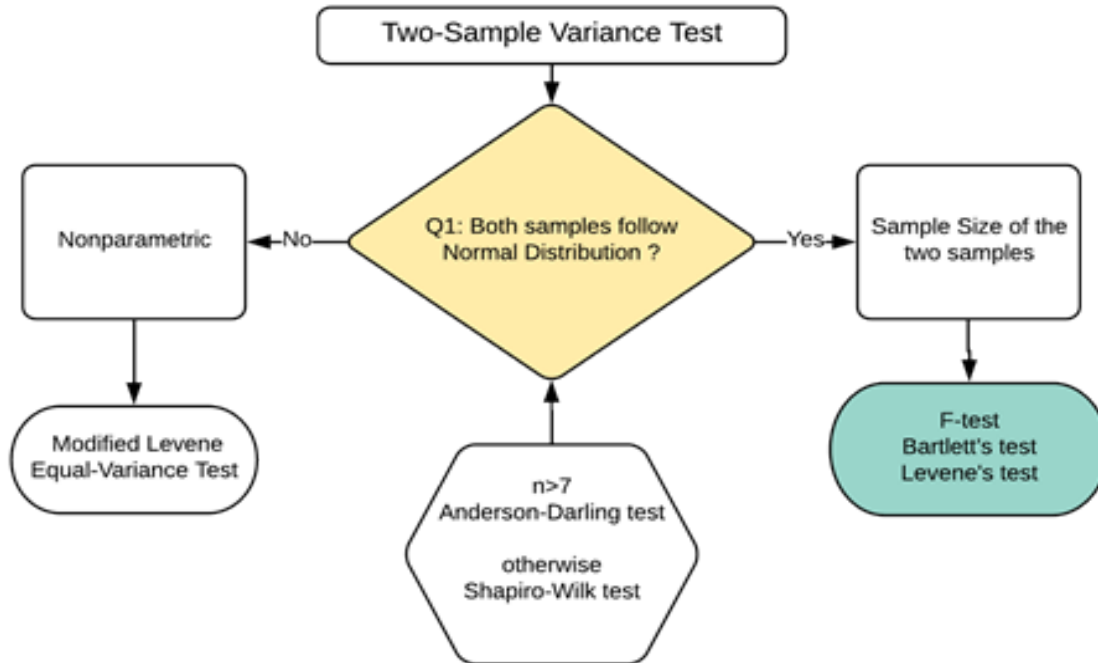 Two-Sample Variance Test
Q1: Both samples follow
Normal Distribution ?
No
Nonparametric
Modified Levene
Equal-Variance Test
Yes
Sample Size of the
two samples
F-test
Bartlett's test
Levene's test
n>7
Anderson-Darling test
otherwise
Shapiro-Wilk test